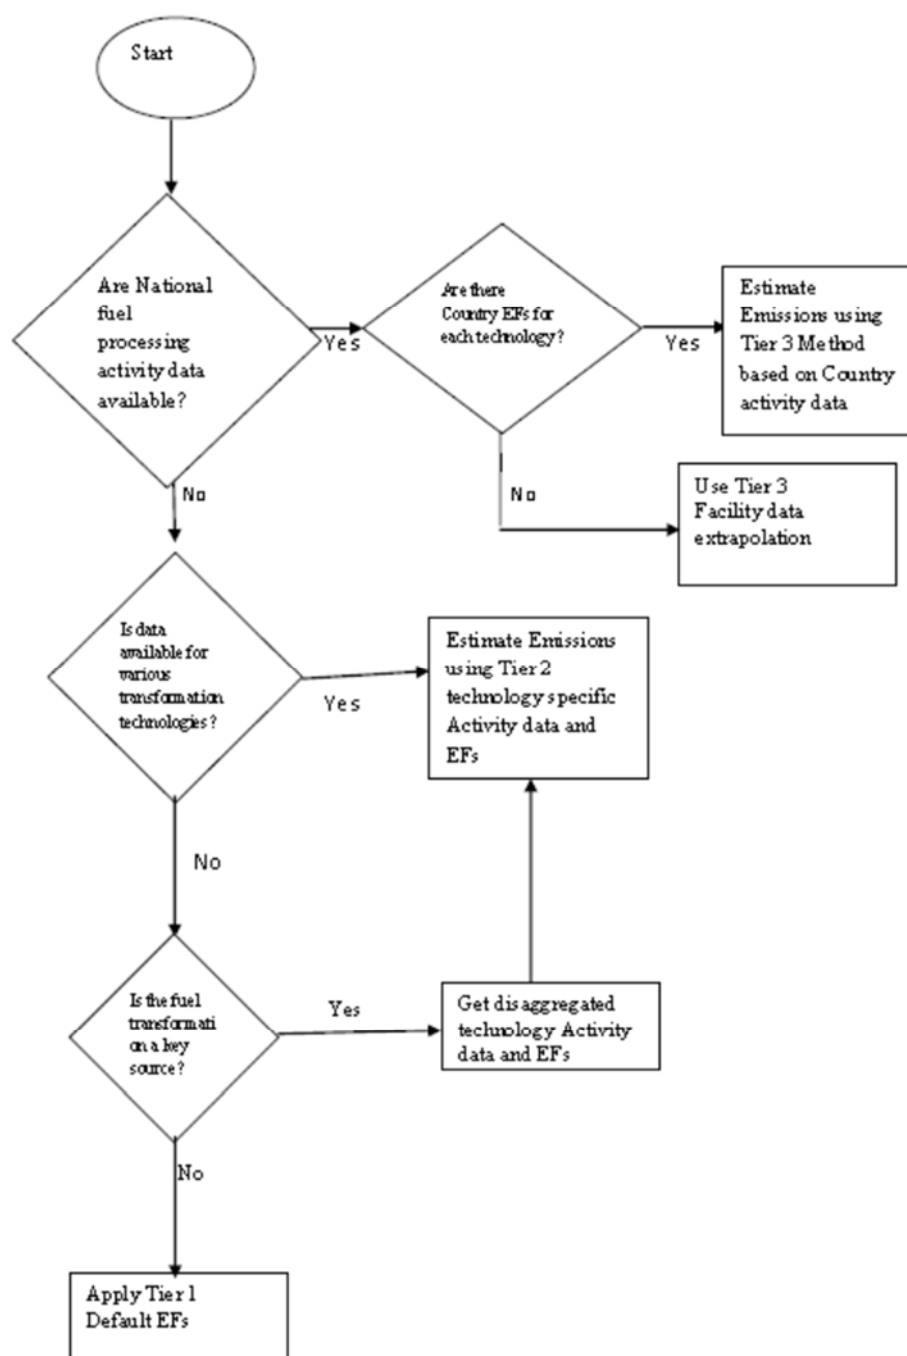 Start
Are National
fuel
processing
activity data
available?
Yes
Are there
Country EFs for
each technology?
Yes
Estimate
Emissions using
Tier 3 Method
based on Country
activity data
No
Use Tier 3
Facility data
extrapolation
No
Is data
available for
various
transformation
technologies?
Yes
Estimate Emissions
using Tier 2
technology specific
Activity data and
EFs
No
Is the fuel
transformati
on a key
source?
Yes
Get disaggregated
technology Activity
data and EFs
No
Apply Tier 1
Default EFs